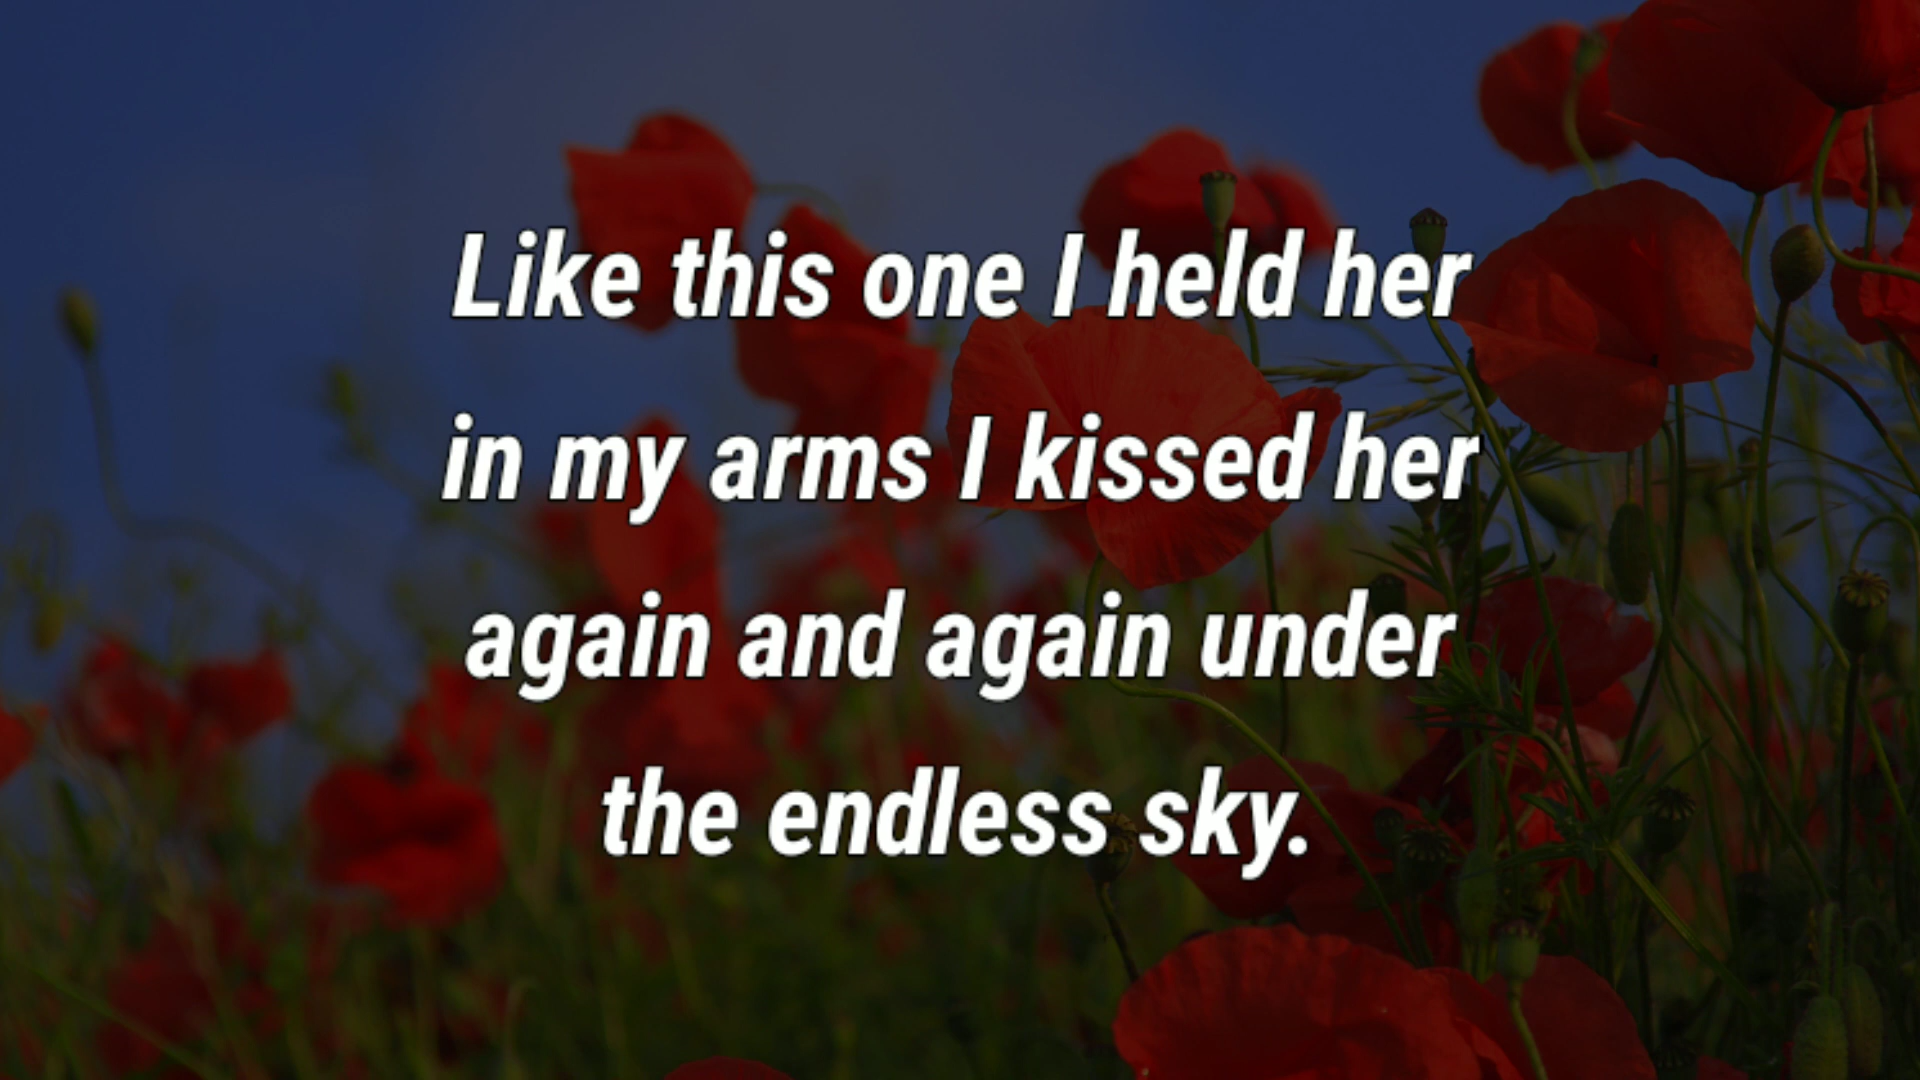 Like this one I held her
in my arms I kissed her
again and again under
the endless sky.